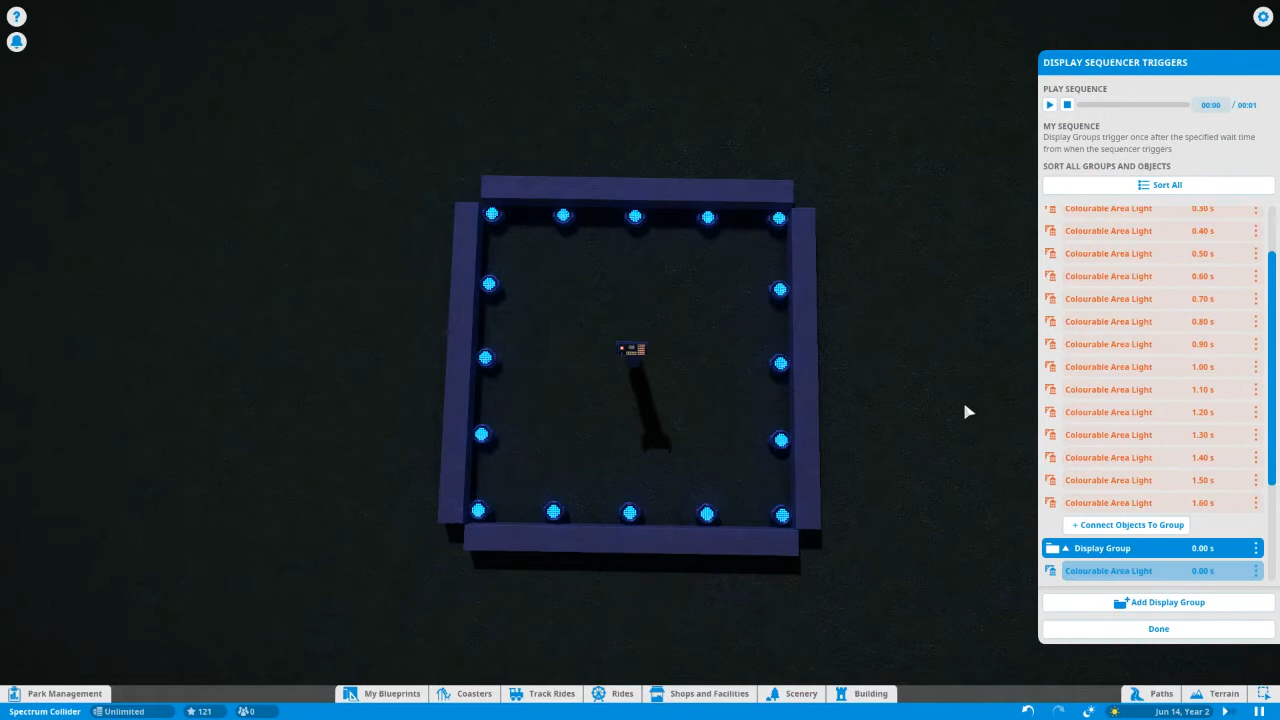 ?
DISPLAY SEQUENCER TRIGGERS
PLAY SEQUENCE
00:00 / 00:01
MY SEQUENCE
Display Groups trigger once after the specified wait time
from when the sequencer triggers
SORT ALL GROUPS AND OBJECTS
Sort All
Colourable Area Light 0.30 s
Colourable Area Light 0.40 s
Colourable Area Light 0.50 s
Colourable Area Light 0.60 s
Colourable Area Light 0.70 s
Colourable Area Light 0.80 s
Colourable Area Light 0.90 s
Colourable Area Light 1.00 s
Colourable Area Light 1.10 s
Colourable Area Light 1.20 s
Colourable Area Light 1.30 s
Colourable Area Light 1.40 s
Colourable Area Light 1.50 s
Colourable Area Light 1.60 s
+ Connect Objects To Group
Display Group 0.00 s
Colourable Area Light 0.00 s
Add Display Group
Done
Park Management My Blueprints Coasters Track Rides Rides Shops and Facilities Scenery Building Paths Terrain
Spectrum Collider Unlimited 121 0 Jun 14, Year 2